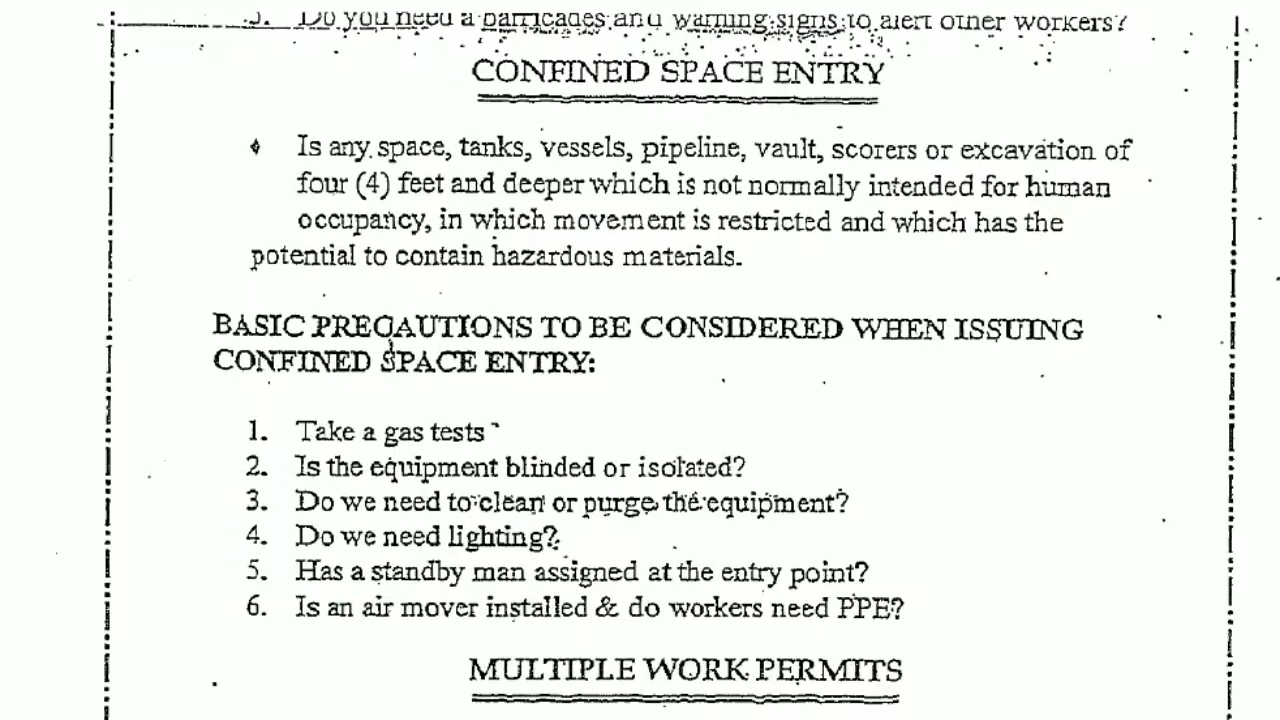 5. Do you need a barricades and warning signs to alert other workers?
CONFINED SPACE ENTRY
Is any space, tanks, vessels, pipeline, vault, scorers or excavation of
four (4) feet and deeper which is not normally intended for human
occupancy, in which movement is restricted and which has the
potential to contain hazardous materials.
BASIC PRECAUTIONS TO BE CONSIDERED WHEN ISSUING
CONFINED SPACE ENTRY:
1. Take a gas tests
2. Is the equipment blinded or isolated?
3. Do we need to clean or purge the equipment?
4. Do we need lighting?
5. Has a standby man assigned at the entry point?
6. Is an air mover installed & do workers need PPE?
MULTIPLE WORK PERMITS